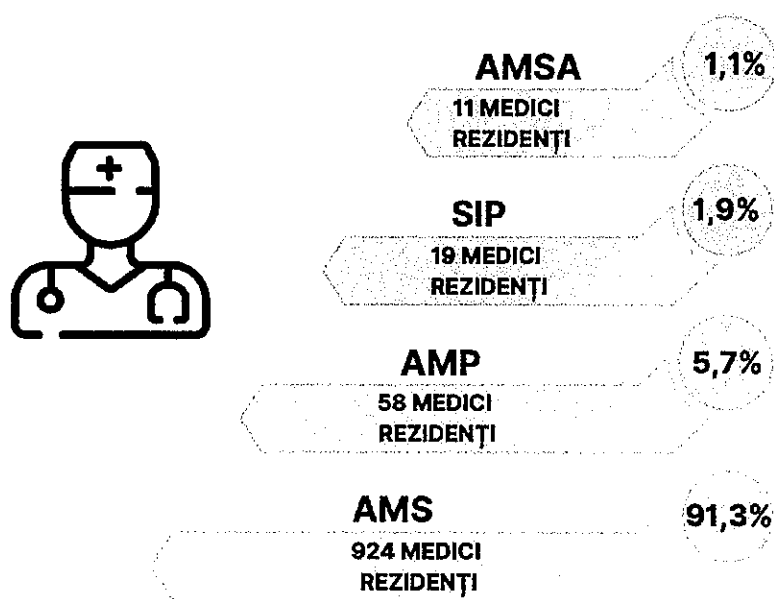 AMSA
1,1%
11 MEDICI
REZIDENȚI
SIP
1,9%
19 MEDICI
REZIDENȚI
AMP
5,7%
58 MEDICI
REZIDENȚI
AMS
91,3%
924 MEDICI
REZIDENȚI